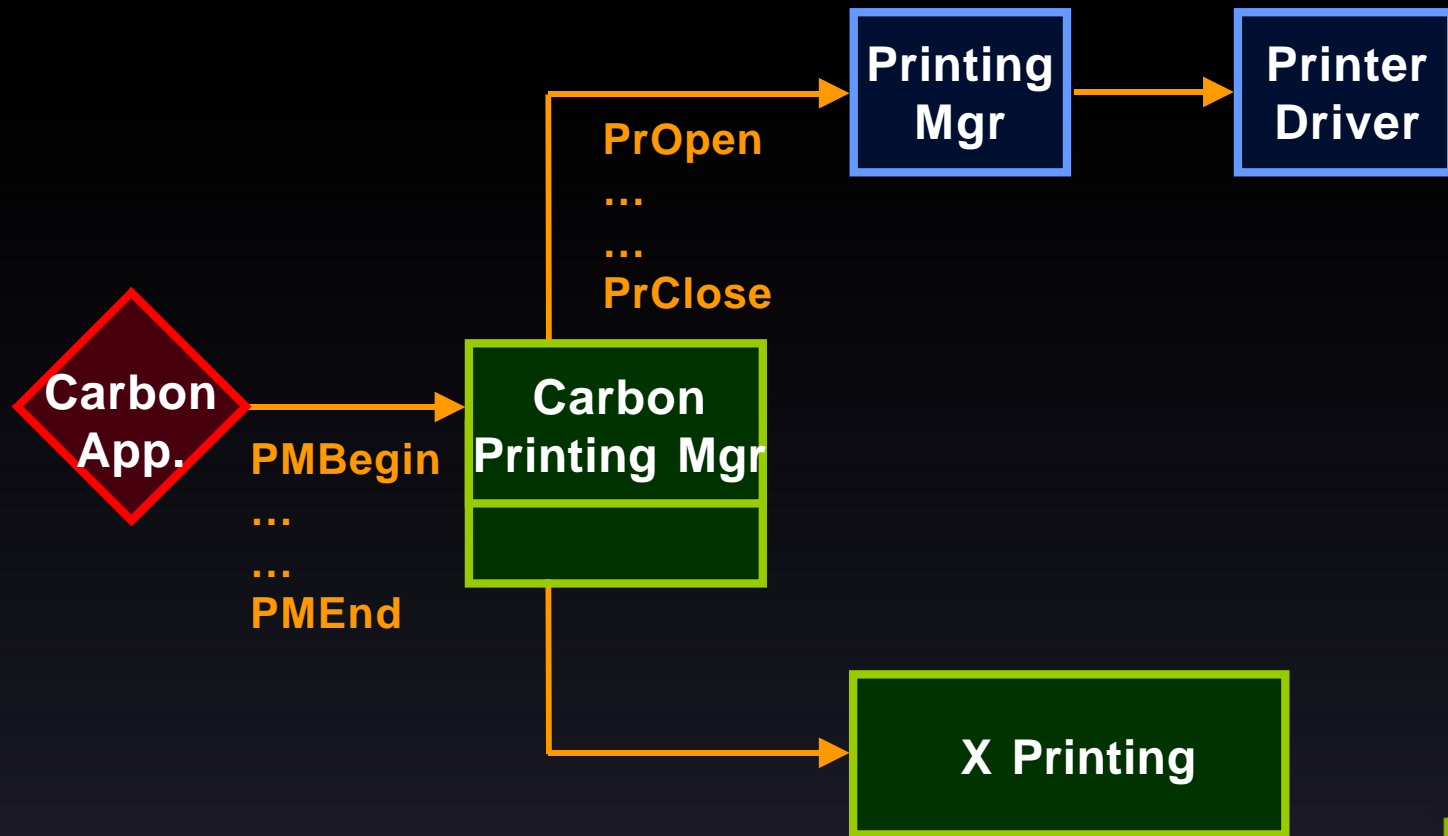 Printing
Mgr
Printer
Driver
PrOpen
…
…
PrClose
Carbon
App.
PMBegin
…
…
PMEnd
Carbon
Printing Mgr
X Printing